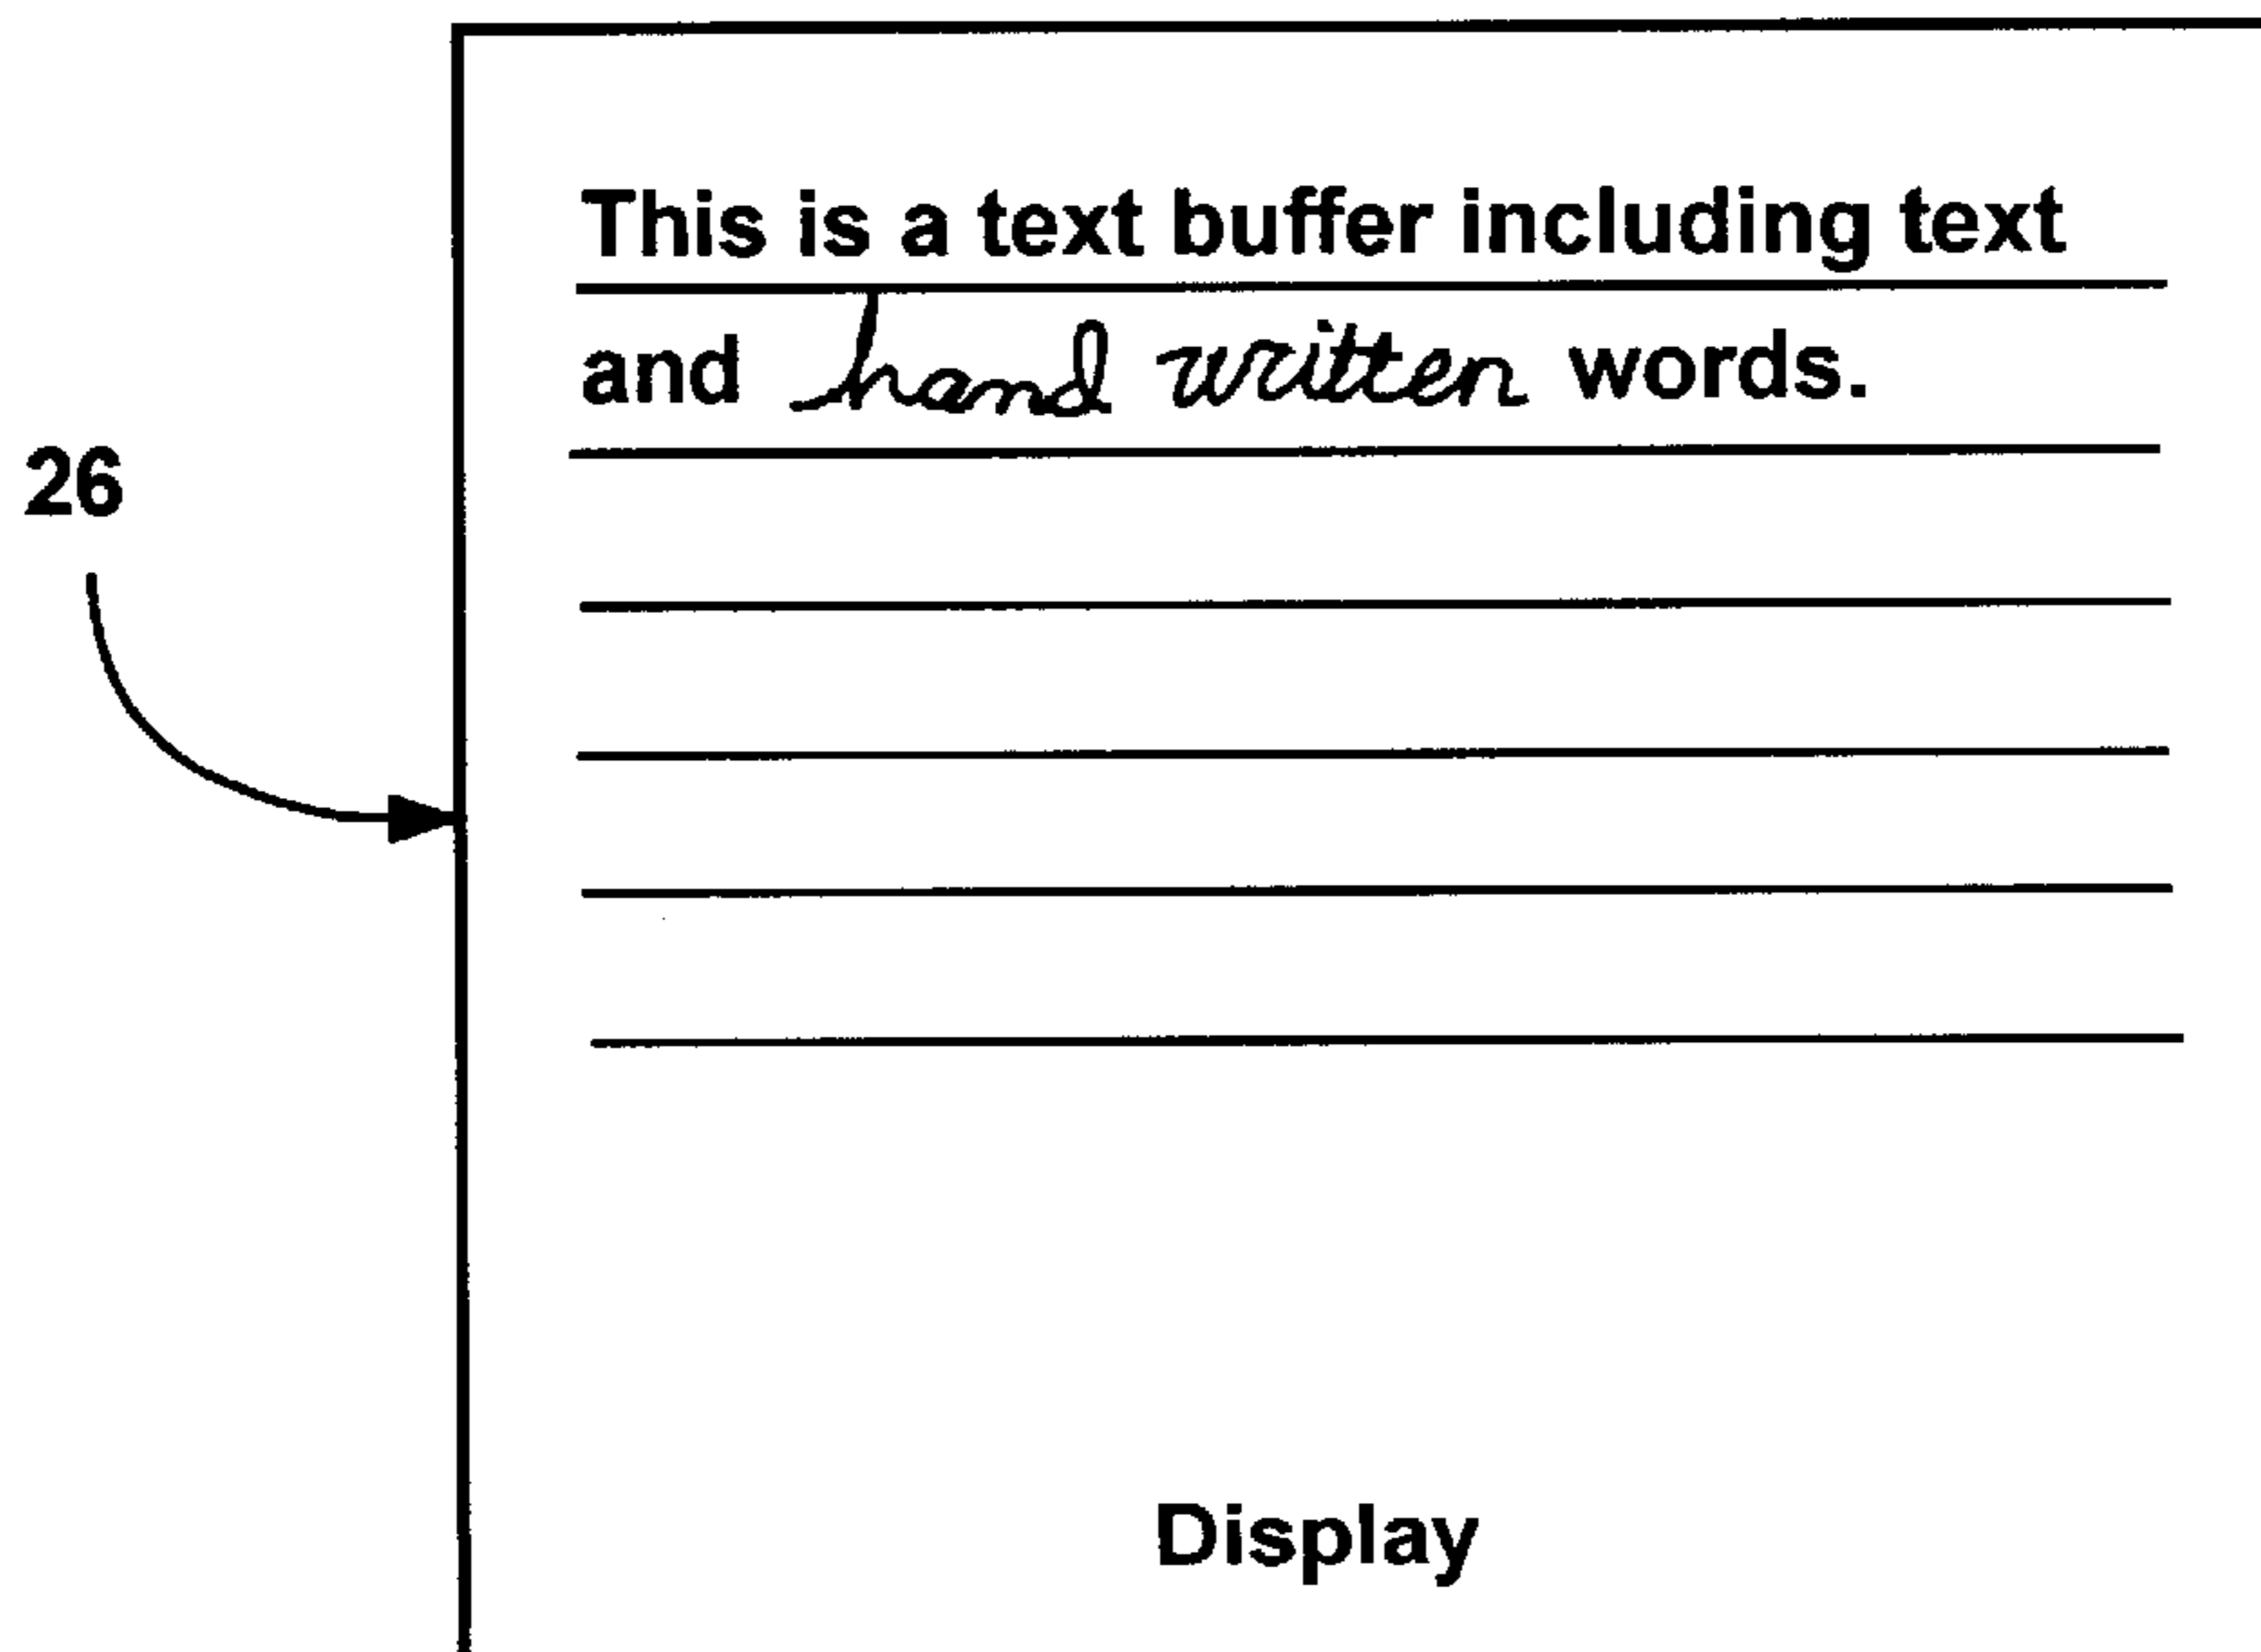 This is a text buffer including text
and hand written words.
26
Display